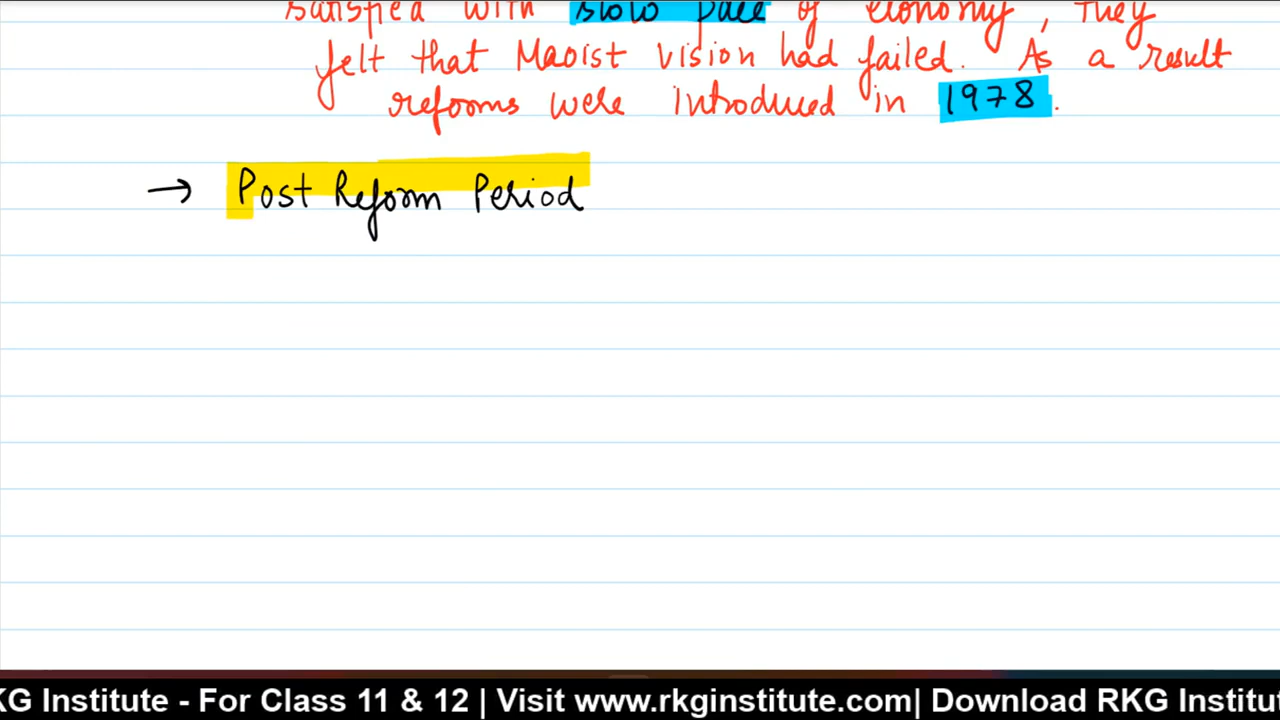 satisfied with slow pace of economy, they
felt that Maoist vision had failed. As a result
reforms were introduced in 1978.
→ Post Reform Period
KG Institute - For Class 11 & 12 | Visit www.rkginstitute.com| Download RKG Institu